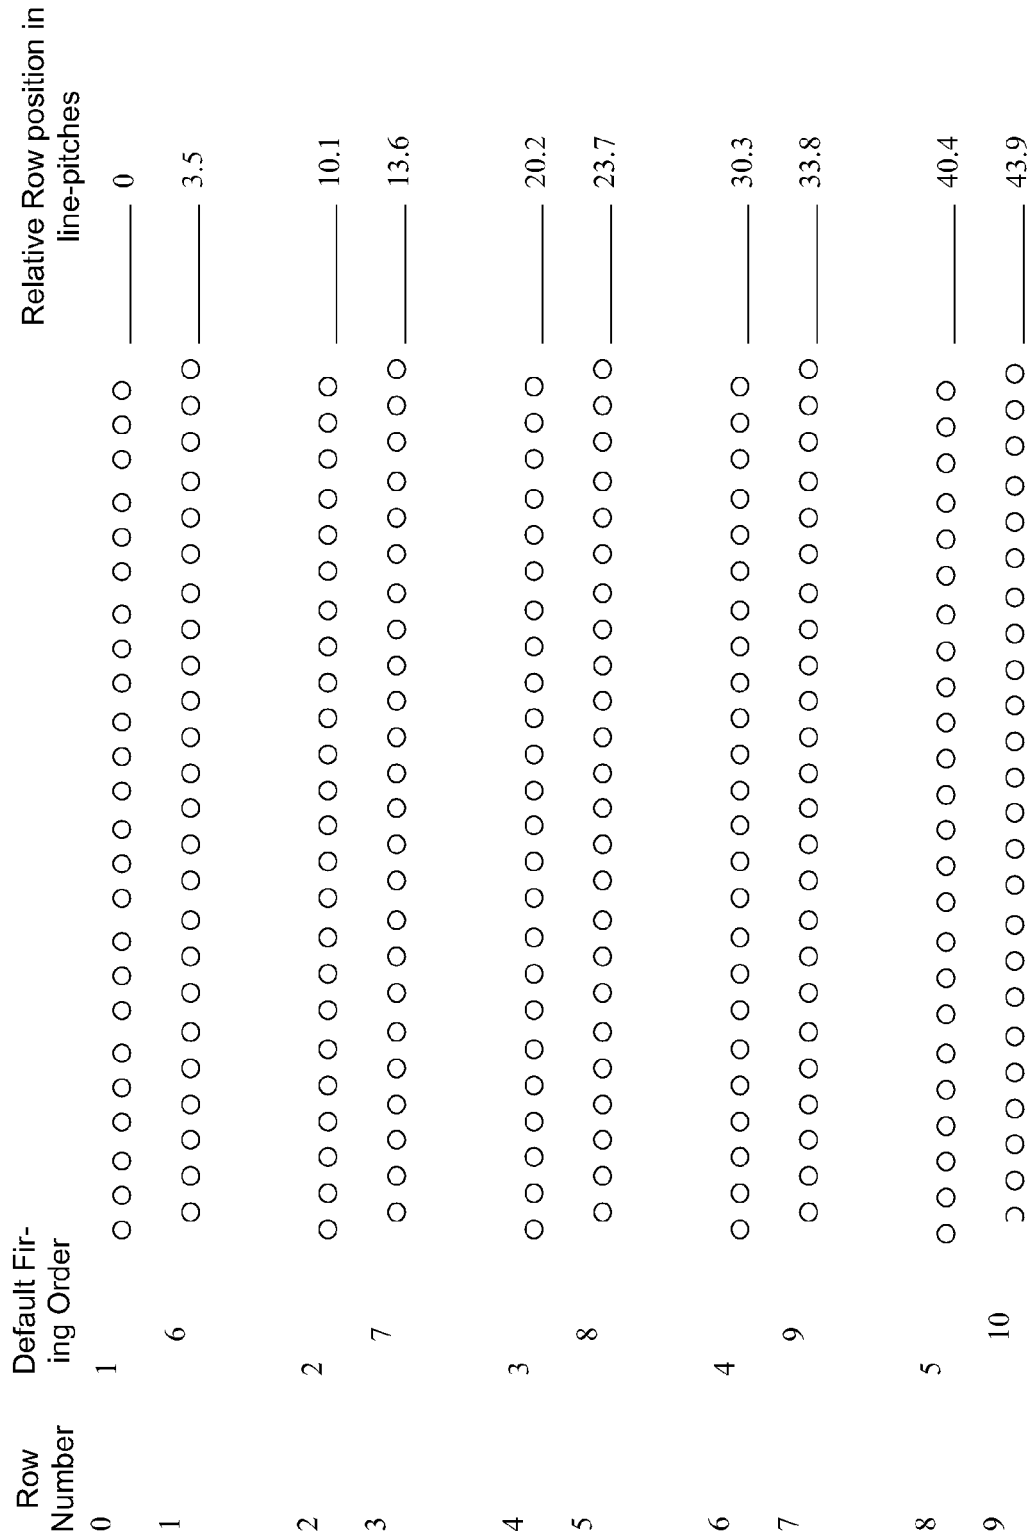 Row
Number
Default Fir-
ing Order
Relative Row position in
line-pitches
0 1 0
1 6 3.5
2 2 10.1
3 7 13.6
4 3 20.2
5 8 23.7
6 4 30.3
7 9 33.8
8 5 40.4
9 10 43.9